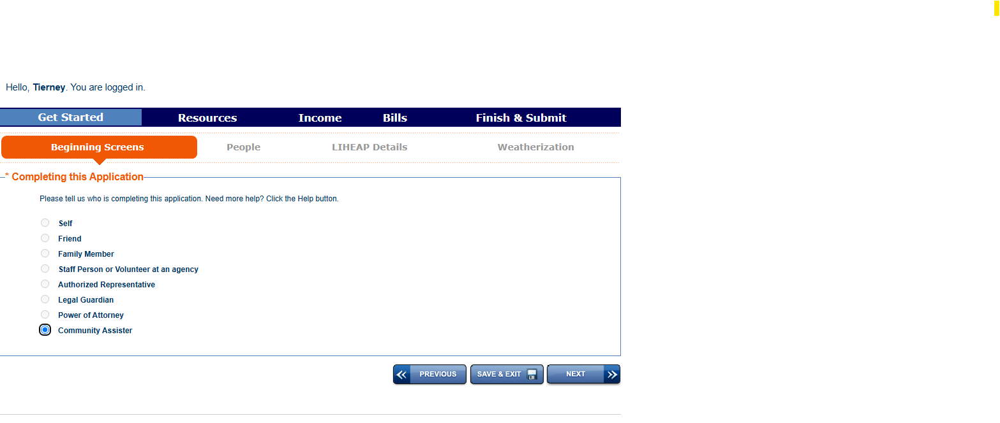 Hello, Tierney. You are logged in.
Get Started Resources Income Bills Finish & Submit
Beginning Screens People LIHEAP Details Weatherization
* Completing this Application
Please tell us who is completing this application. Need more help? Click the Help button.
Self
Friend
Family Member
Staff Person or Volunteer at an agency
Authorized Representative
Legal Guardian
Power of Attorney
Community Assister
PREVIOUS SAVE & EXIT NEXT